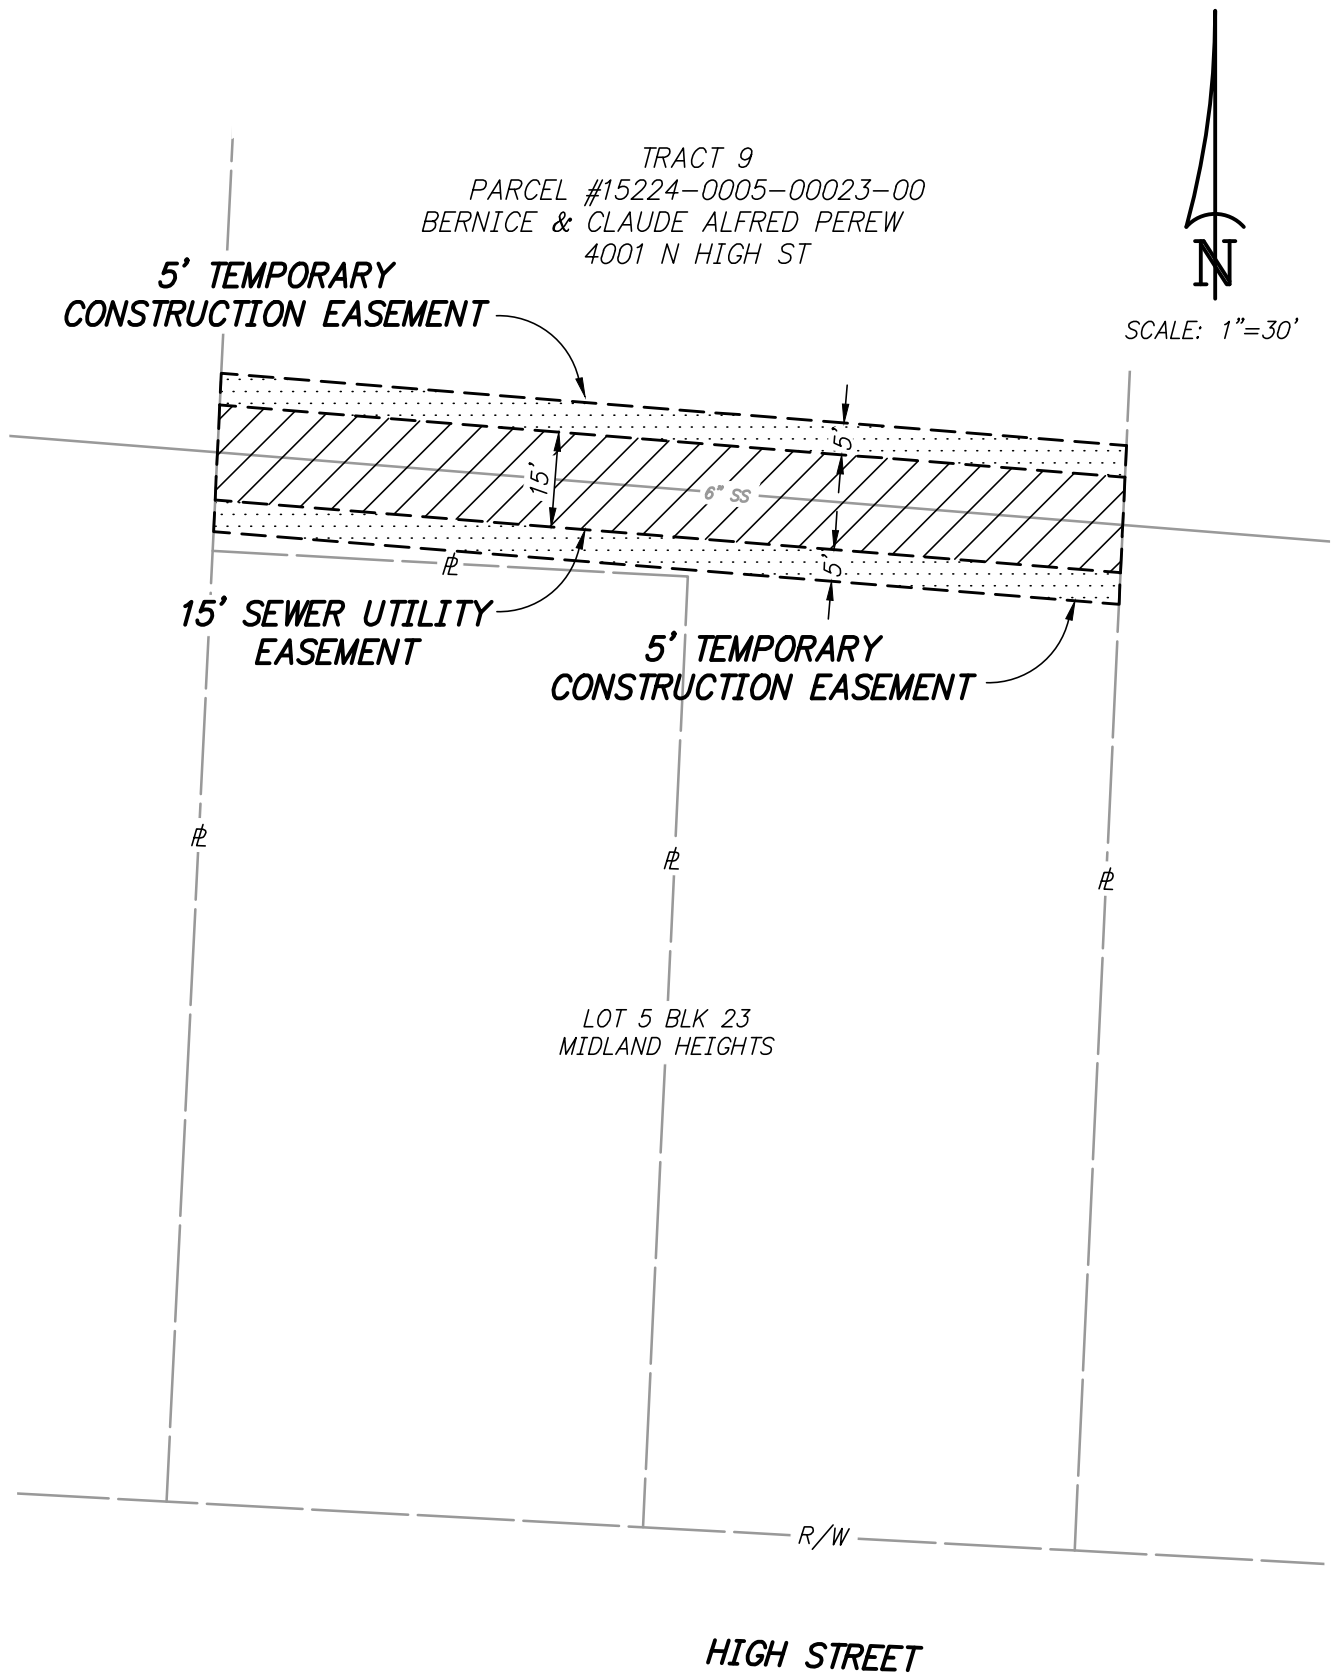 TRACT 9
PARCEL #15224-0005-00023-00
BERNICE & CLAUDE ALFRED PEREW
4001 N HIGH ST
N
SCALE: 1"=30'
5' TEMPORARY
CONSTRUCTION EASEMENT
5'
15'
6" SS
5'
PL
15' SEWER UTILITY
EASEMENT
5' TEMPORARY
CONSTRUCTION EASEMENT
PL
PL
PL
LOT 5 BLK 23
MIDLAND HEIGHTS
R/W
HIGH STREET